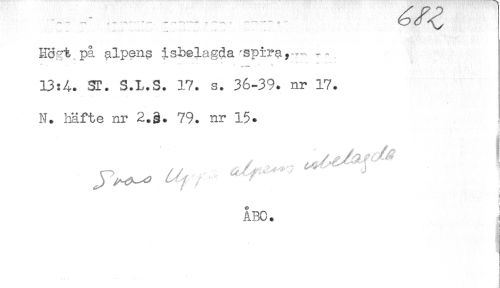 682
Högt på alpens isbelagda spira,
13:4. ST. S.L.S. 17. s. 36-39. nr 17.
N. häfte nr 2.s. 79. nr 15.
Svas Uppå alpens isbelagda
ÅBO.